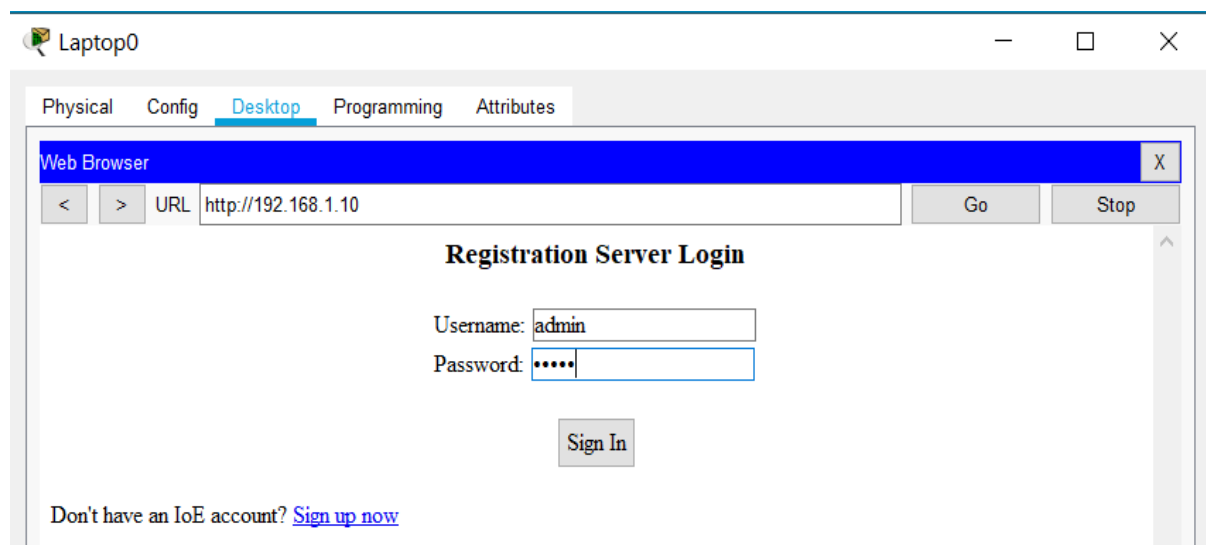 Laptop0
Physical Config Desktop Programming Attributes
Web Browser X
< > URL http://192.168.1.10 Go Stop
Registration Server Login
Username: admin
Password: •••••
Sign In
Don't have an IoE account? Sign up now